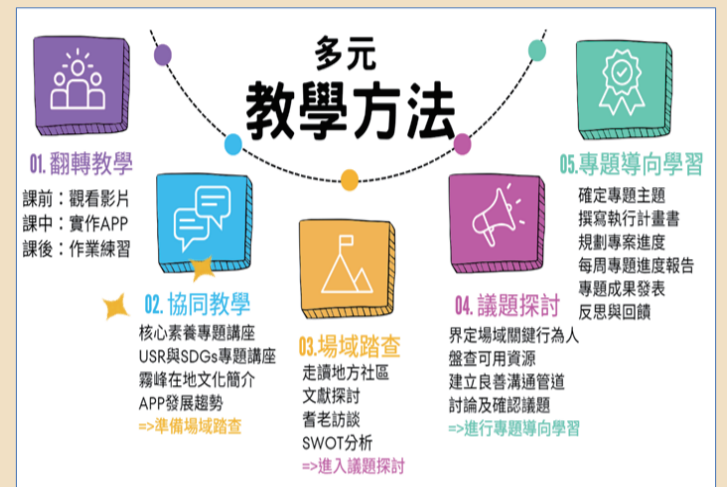 多元
教學方法
01. 翻轉教學
課前：觀看影片
課中：實作APP
課後：作業練習
02. 協同教學
核心素養專題講座
USR與SDGs專題講座
霧峰在地文化簡介
APP發展趨勢
=>準備場域踏查
03.場域踏查
走讀地方社區
文獻探討
耆老訪談
SWOT分析
=>進入議題探討
04. 議題探討
界定場域關鍵行為人
盤查可用資源
建立良善溝通管道
討論及確認議題
=>進行專題導向學習
05.專題導向學習
確定專題主題
撰寫執行計畫書
規劃專案進度
每周專題進度報告
專題成果發表
反思與回饋